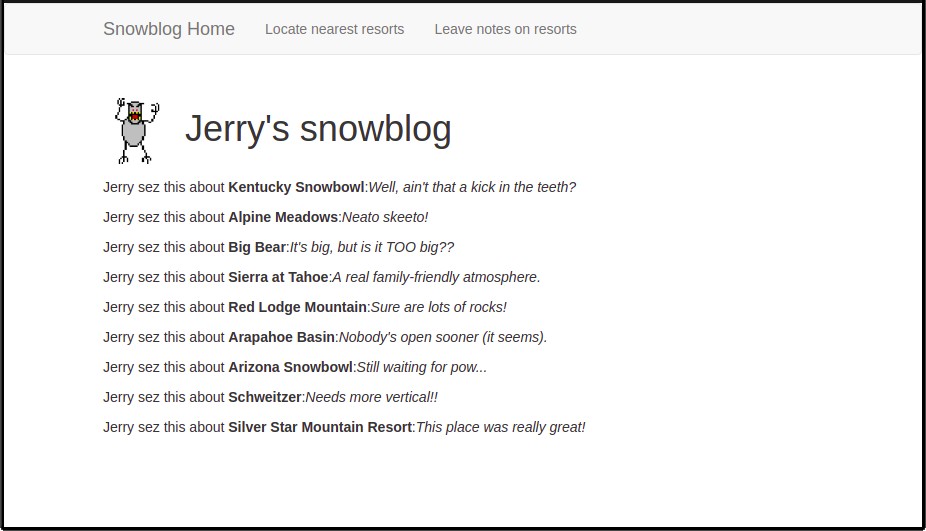 Snowblog Home Locate nearest resorts Leave notes on resorts
Jerry's snowblog
Jerry sez this about Kentucky Snowbowl:Well, ain't that a kick in the teeth?
Jerry sez this about Alpine Meadows:Neato skeeto!
Jerry sez this about Big Bear:It's big, but is it TOO big??
Jerry sez this about Sierra at Tahoe:A real family-friendly atmosphere.
Jerry sez this about Red Lodge Mountain:Sure are lots of rocks!
Jerry sez this about Arapahoe Basin:Nobody's open sooner (it seems).
Jerry sez this about Arizona Snowbowl:Still waiting for pow...
Jerry sez this about Schweitzer:Needs more vertical!!
Jerry sez this about Silver Star Mountain Resort:This place was really great!